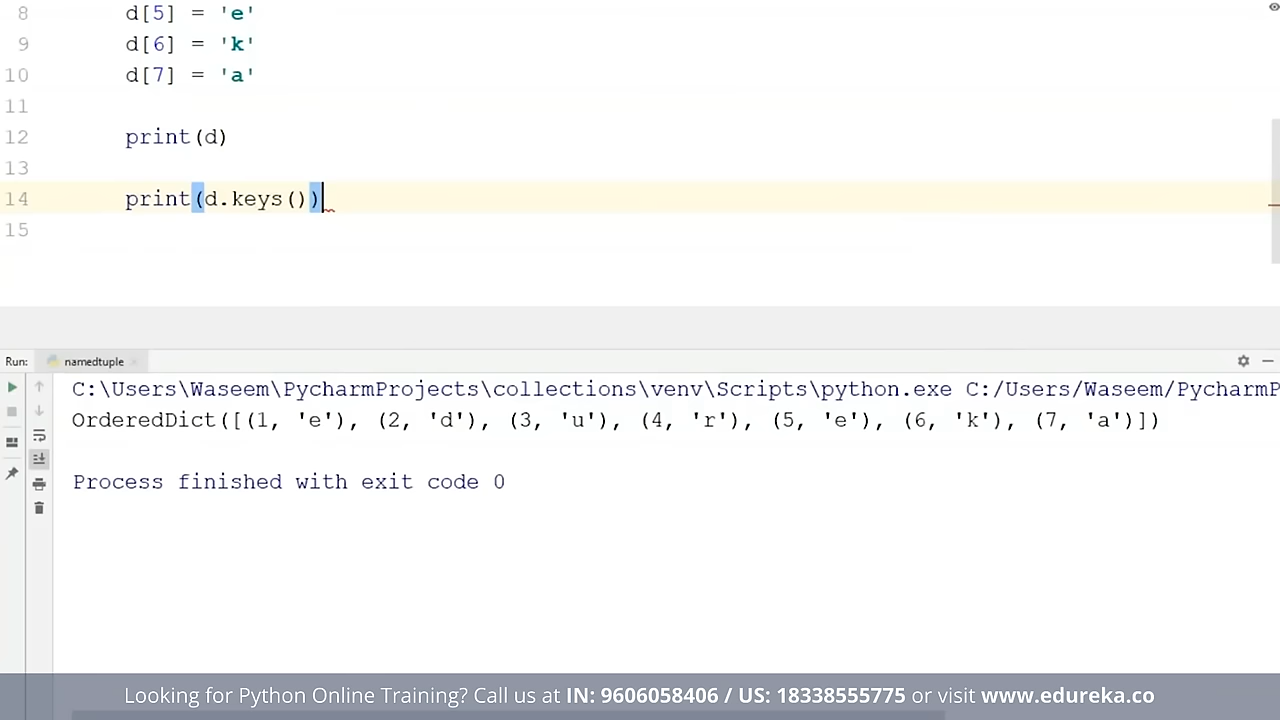 8 d[5] = 'e'
9 d[6] = 'k'
10 d[7] = 'a'
11
12 print(d)
13
14 print(d.keys())
15
Run: namedtuple
C:\Users\Waseem\PycharmProjects\collections\venv\Scripts\python.exe C:/Users/Waseem/PycharmP
OrderedDict([(1, 'e'), (2, 'd'), (3, 'u'), (4, 'r'), (5, 'e'), (6, 'k'), (7, 'a')])
Process finished with exit code 0
Looking for Python Online Training? Call us at IN: 9606058406 / US: 18338555775 or visit www.edureka.co